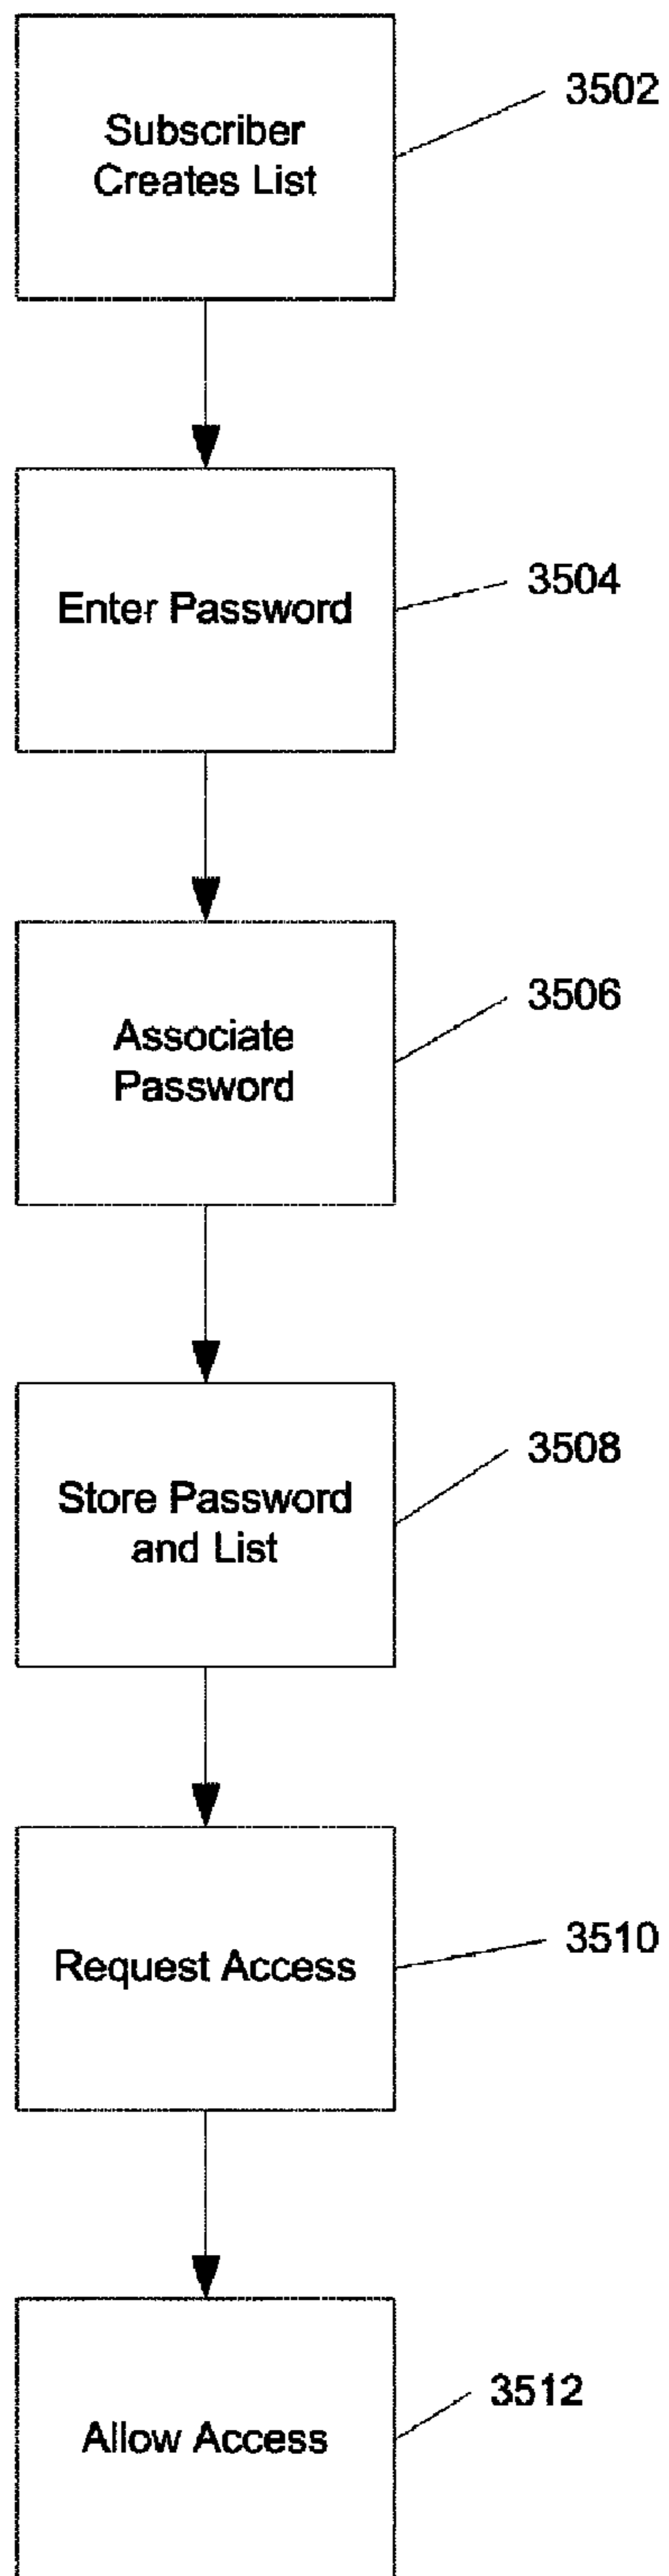 Subscriber
Creates List
3502
Enter Password
3504
Associate
Password
3506
Store Password
and List
3508
Request Access
3510
Allow Access
3512